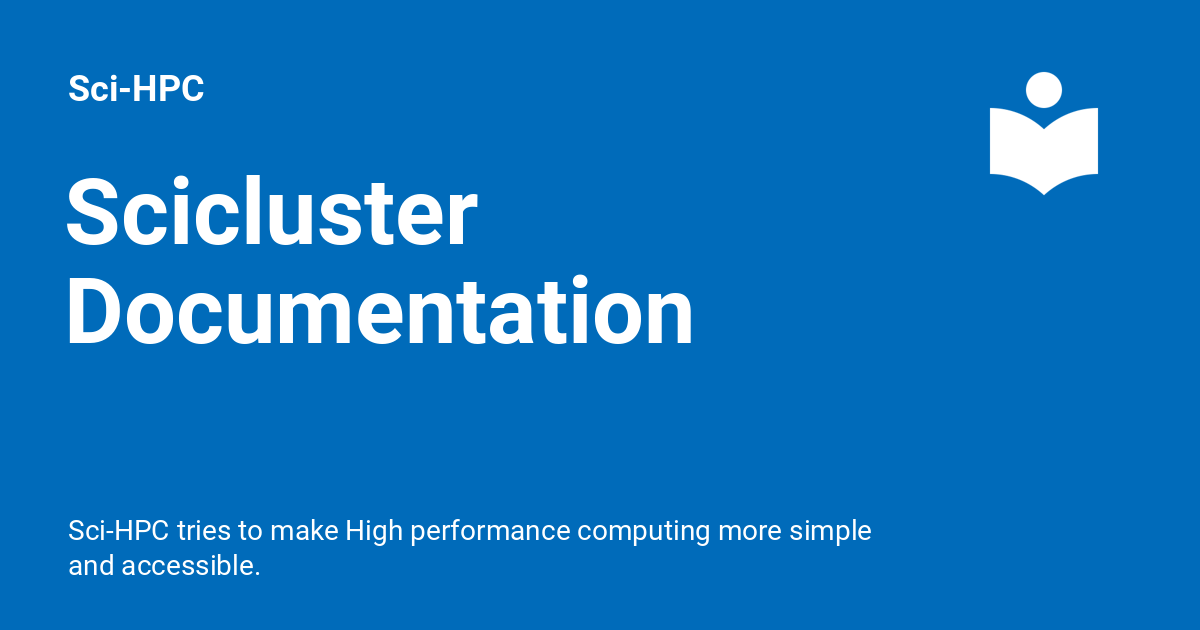 Sci-HPC
Scicluster
Documentation
Sci-HPC tries to make High performance computing more simple
and accessible.